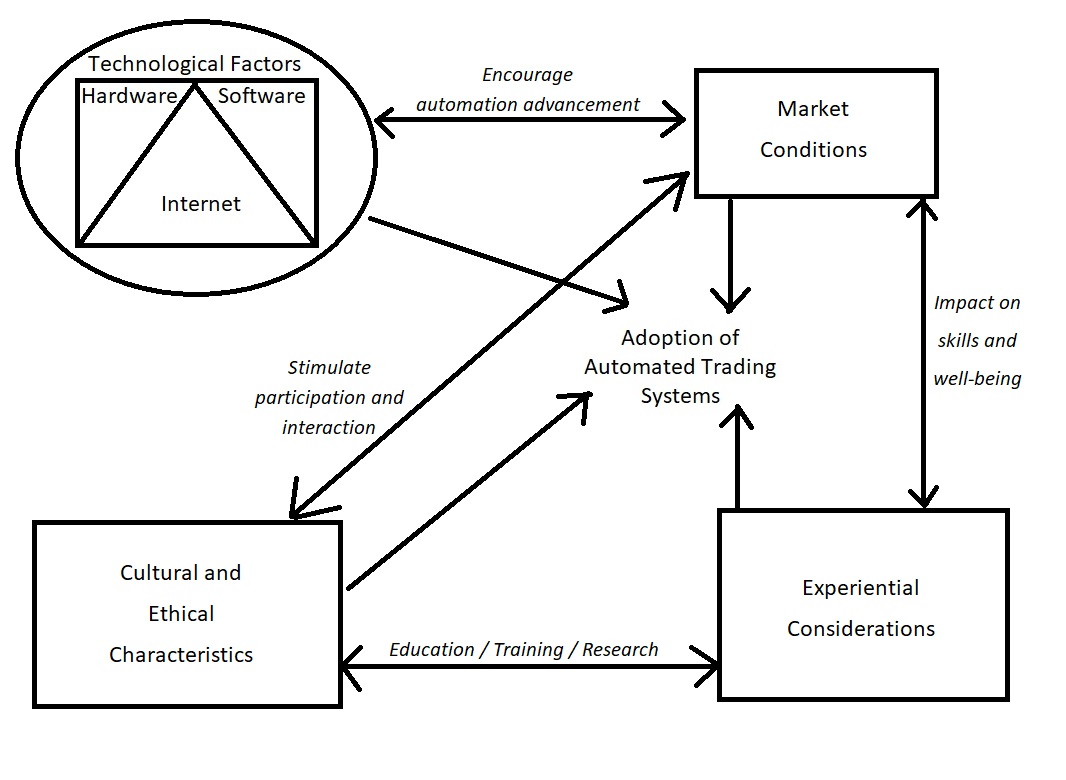 Technological Factors
Hardware Software
Internet
Encourage
automation advancement
Market
Conditions
Stimulate
participation and
interaction
Adoption of
Automated Trading
Systems
Impact on
skills and
well-being
Cultural and
Ethical
Characteristics
Education / Training / Research
Experiential
Considerations